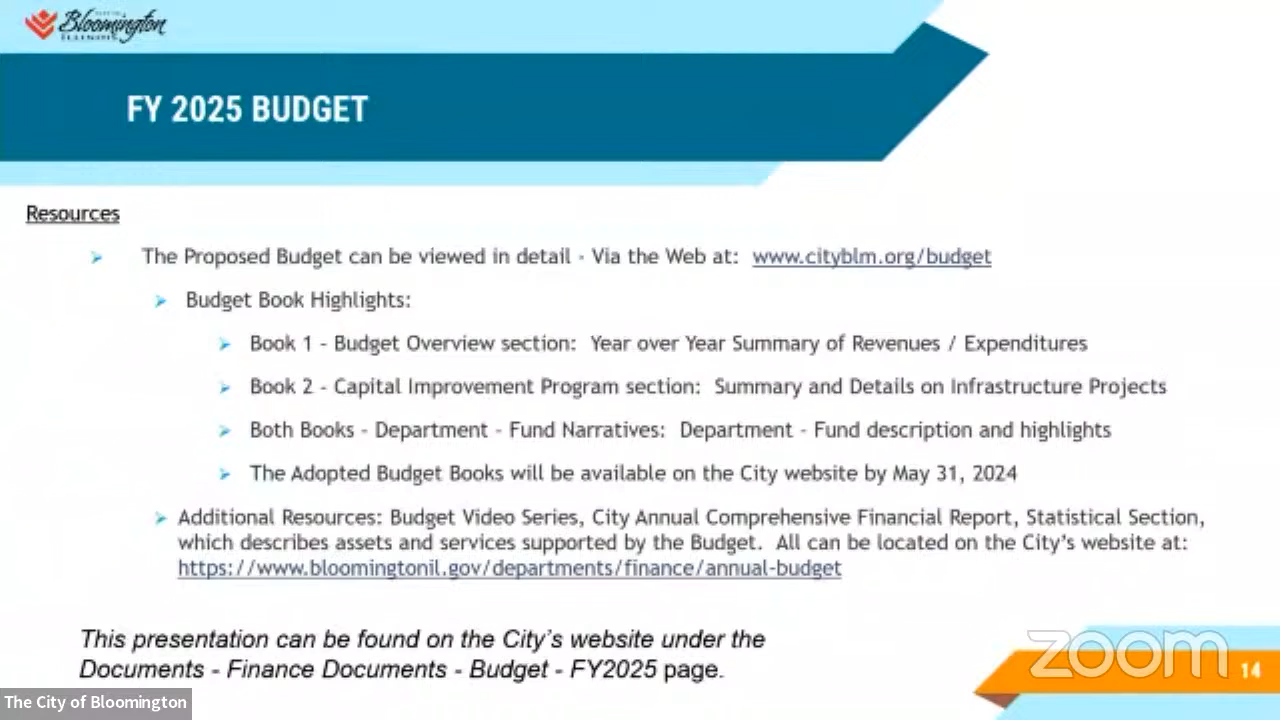 Bloomington
ILLINOIS
FY 2025 BUDGET
Resources
The Proposed Budget can be viewed in detail - Via the Web at: www.cityblm.org/budget
Budget Book Highlights:
Book 1 – Budget Overview section: Year over Year Summary of Revenues / Expenditures
Book 2 - Capital Improvement Program section: Summary and Details on Infrastructure Projects
Both Books – Department – Fund Narratives: Department – Fund description and highlights
The Adopted Budget Books will be available on the City website by May 31, 2024
Additional Resources: Budget Video Series, City Annual Comprehensive Financial Report, Statistical Section,
which describes assets and services supported by the Budget. All can be located on the City's website at:
https://www.bloomingtonil.gov/departments/finance/annual-budget
This presentation can be found on the City's website under the
Documents - Finance Documents - Budget - FY2025 page.
zoom
14
The City of Bloomington